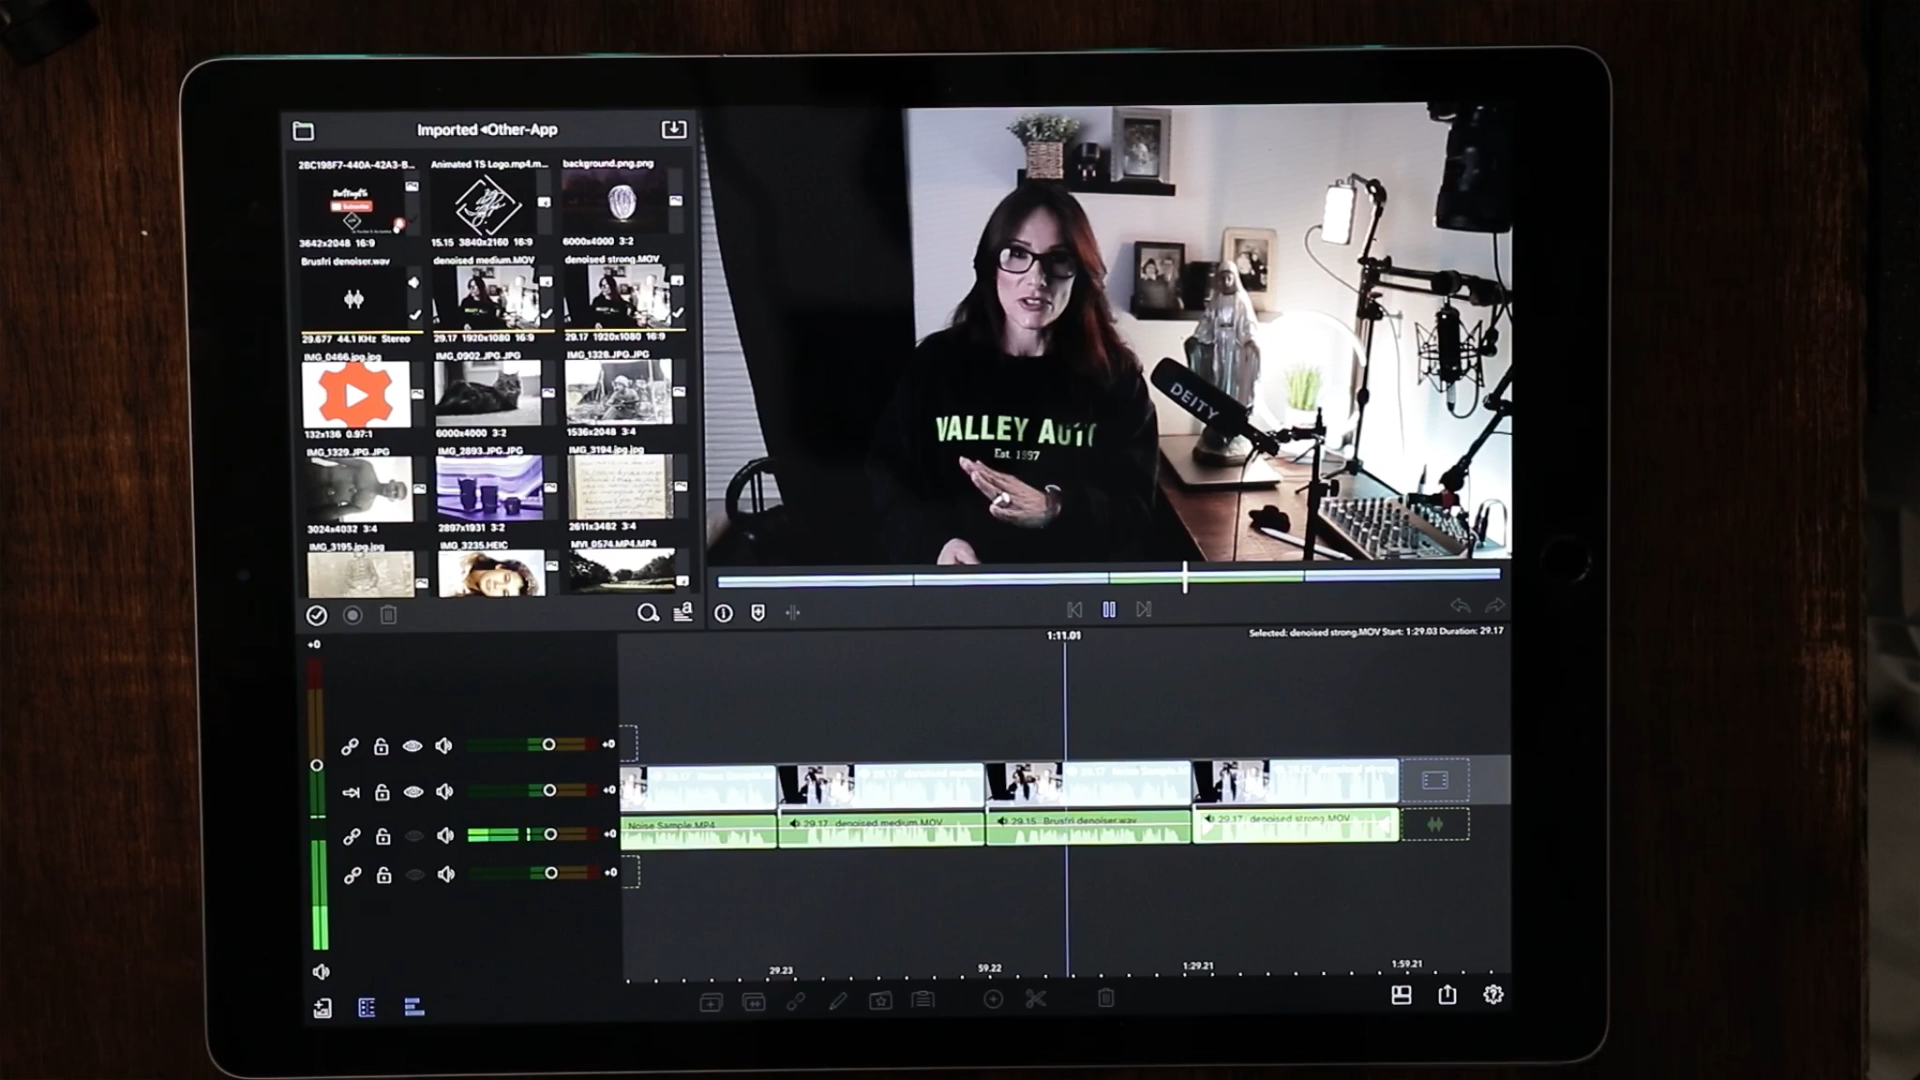 Imported ◂Other-App
2BC198F7-440A-42A3-B...
Animated TS Logo.mp4.m...
background.png.png
3642x2048 16:9
15.15 3840x2160 16:9
6000x4000 3:2
Brusfri denoiser.wav
denoised medium.MOV
denoised strong.MOV
29.677 44.1 KHz Stereo
29.17 1920x1080 16:9
29.17 1920x1080 16:9
IMG_0466.jpg.jpg
IMG_0902.JPG.JPG
IMG_1328.JPG.JPG
132x136 0.97:1
6000x4000 3:2
1536x2048 3:4
IMG_1329.JPG.JPG
IMG_2893.JPG.JPG
IMG_3194.jpg.jpg
3024x4032 3:4
2897x1931 3:2
2611x3482 3:4
IMG_3195.jpg.jpg
IMG_3235.HEIC
MVI_0574.MP4.MP4
DEITY
VALLEY AUT
Est. 1997
+0
1:11.01
Selected: denoised strong.MOV Start: 1:29.03 Duration: 29.17
+0
+0
+0
+0
Noise Sample.MP4
29.17 denoised medium.MOV
29.15 Brusfri denoiser.wav
29.17 denoised strong.MOV
29.23
59.22
1:29.21
1:59.21